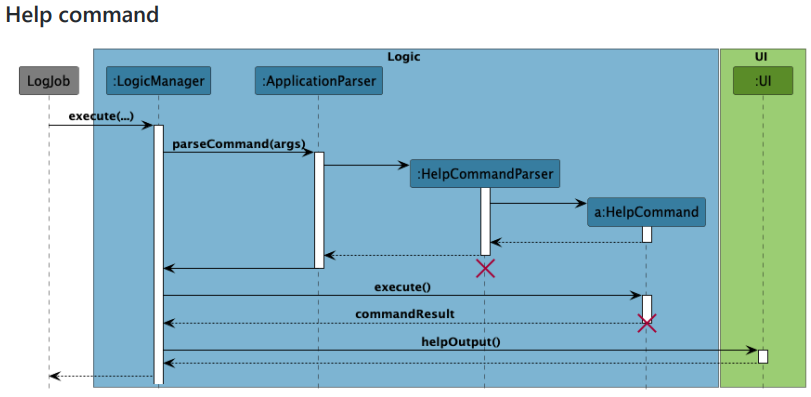 Help command
Logic
UI
LogJob
:LogicManager
:ApplicationParser
:UI
execute(...)
parseCommand(args)
:HelpCommandParser
a:HelpCommand
execute()
commandResult
helpOutput()